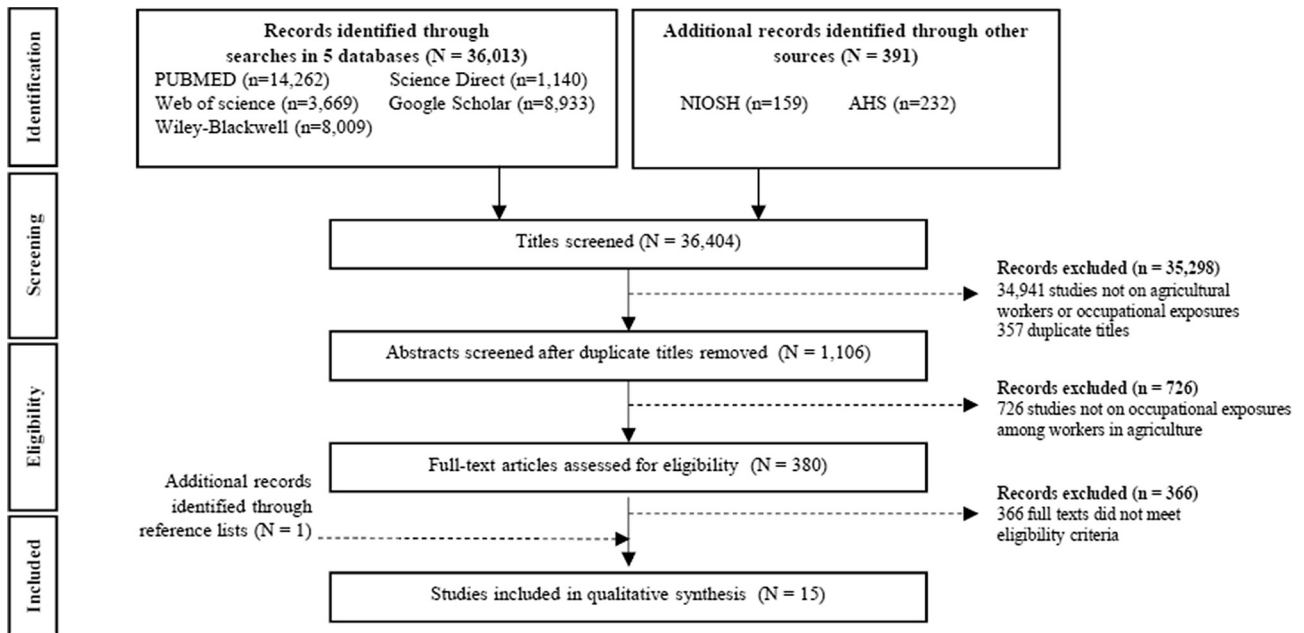 Identification
Records identified through
searches in 5 databases (N = 36,013)
PUBMED (n=14,262) Science Direct (n=1,140)
Web of science (n=3,669) Google Scholar (n=8,933)
Wiley-Blackwell (n=8,009)
Additional records identified through other
sources (N = 391)
NIOSH (n=159) AHS (n=232)
Screening
Titles screened (N = 36,404)
Records excluded (n = 35,298)
34,941 studies not on agricultural
workers or occupational exposures
357 duplicate titles
Abstracts screened after duplicate titles removed (N = 1,106)
Eligibility
Records excluded (n = 726)
726 studies not on occupational exposures
among workers in agriculture
Full-text articles assessed for eligibility (N = 380)
Additional records
identified through
reference lists (N = 1)
Records excluded (n = 366)
366 full texts did not meet
eligibility criteria
Included
Studies included in qualitative synthesis (N = 15)